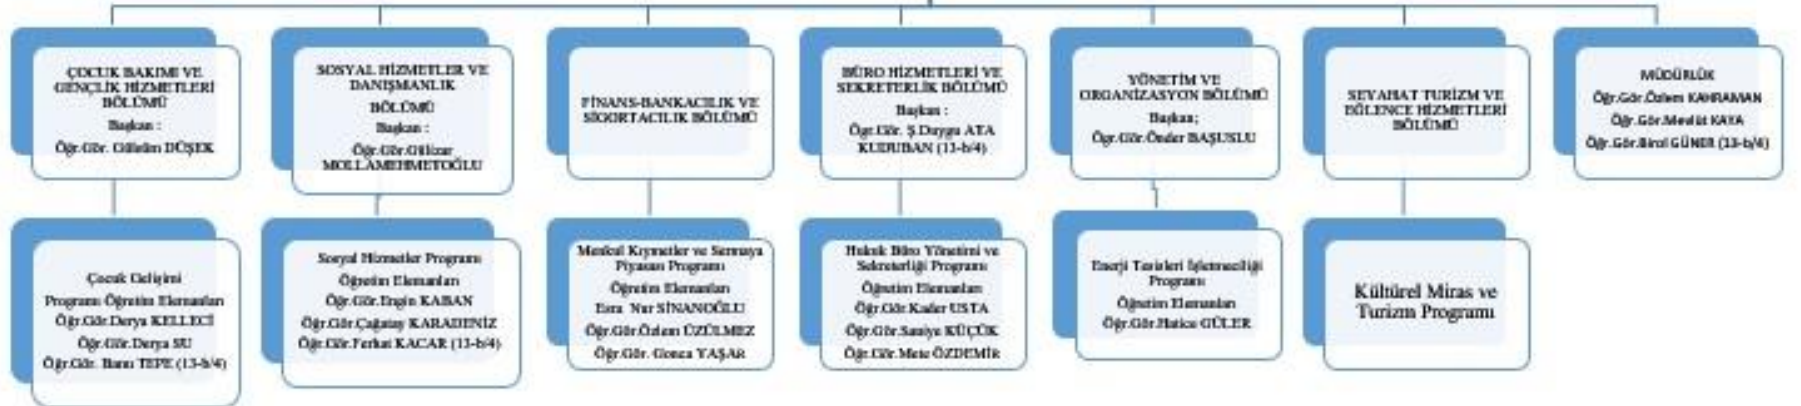 ÇOCUK BAKIMI VE
GENÇLİK HİZMETLERİ
BÖLÜMÜ
Başkan :
Öğr.Gör. Gülsüm DÜŞEK
SOSYAL HİZMETLER VE
DANIŞMANLIK
BÖLÜMÜ
Başkan :
Öğr.Gör.Gülizar
MOLLAMEHMETOĞLU
FİNANS-BANKACILIK VE
SİGORTACILIK BÖLÜMÜ
BÜRO HİZMETLERİ VE
SEKRETERLİK BÖLÜMÜ
Başkan :
Öğr.Gör. Ş.Duygu ATA
KUDUBAN (13-b/4)
YÖNETİM VE
ORGANİZASYON BÖLÜMÜ
Başkan;
Öğr.Gör.Önder BAŞUSLU
SEYAHAT TURİZM VE
EĞLENCE HİZMETLERİ
BÖLÜMÜ
MÜDÜRLÜK
Öğr.Gör.Özlem KAHRAMAN
Öğr.Gör.Mevlüt KAYA
Öğr.Gör.Birol GÜNER (13-b/4)
Çocuk Gelişimi
Programı Öğretim Elemanları
Öğr.Gör.Derya KELLECİ
Öğr.Gör.Derya SU
Öğr.Gör. Banu TEPE (13-b/4)
Sosyal Hizmetler Programı
Öğretim Elemanları
Öğr.Gör.Engin KABAN
Öğr.Gör.Çağatay KARADENİZ
Öğr.Gör.Ferhat KACAR (13-b/4)
Menkul Kıymetler ve Sermaye
Piyasası Programı
Öğretim Elemanları
Esra Nur SİNANOĞLU
Öğr.Gör.Özlem ÜZÜLMEZ
Öğr.Gör. Gonca YAŞAR
Hukuk Büro Yönetimi ve
Sekreterliği Programı
Öğretim Elemanları
Öğr.Gör.Kader USTA
Öğr.Gör.Saniye KÜÇÜK
Öğr.Gör.Mete ÖZDEMİR
Enerji Tesisleri İşletmeciliği
Programı
Öğretim Elemanları
Öğr.Gör.Hatice GÜLER
Kültürel Miras ve
Turizm Programı